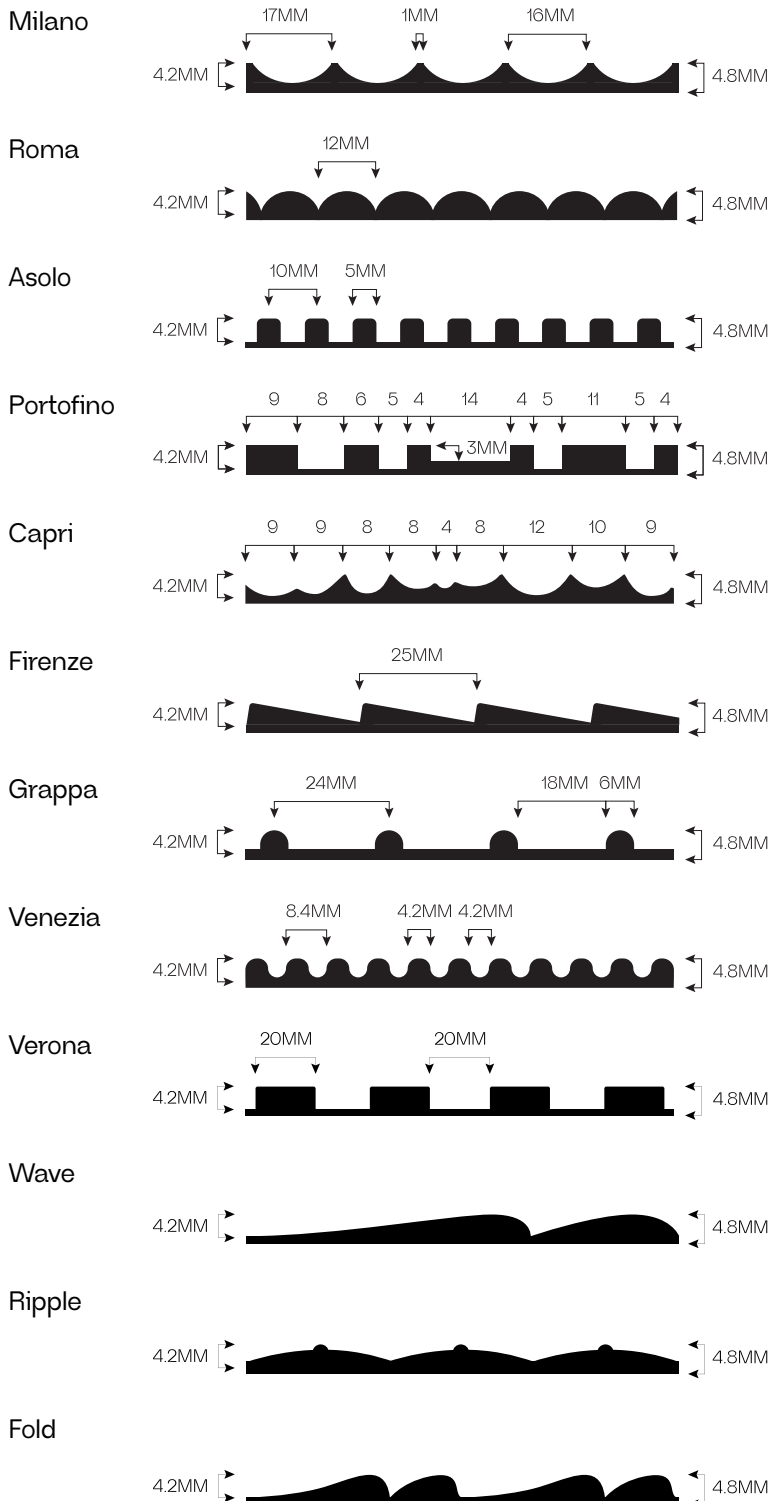 Milano
17MM 1MM 16MM
4.2MM 4.8MM
Roma
12MM
4.2MM 4.8MM
Asolo
10MM 5MM
4.2MM 4.8MM
Portofino
9 8 6 5 4 14 4 5 11 5 4
4.2MM 3MM 4.8MM
Capri
9 9 8 8 4 8 12 10 9
4.2MM 4.8MM
Firenze
25MM
4.2MM 4.8MM
Grappa
24MM 18MM 6MM
4.2MM 4.8MM
Venezia
8.4MM 4.2MM 4.2MM
4.2MM 4.8MM
Verona
20MM 20MM
4.2MM 4.8MM
Wave
4.2MM 4.8MM
Ripple
4.2MM 4.8MM
Fold
4.2MM 4.8MM